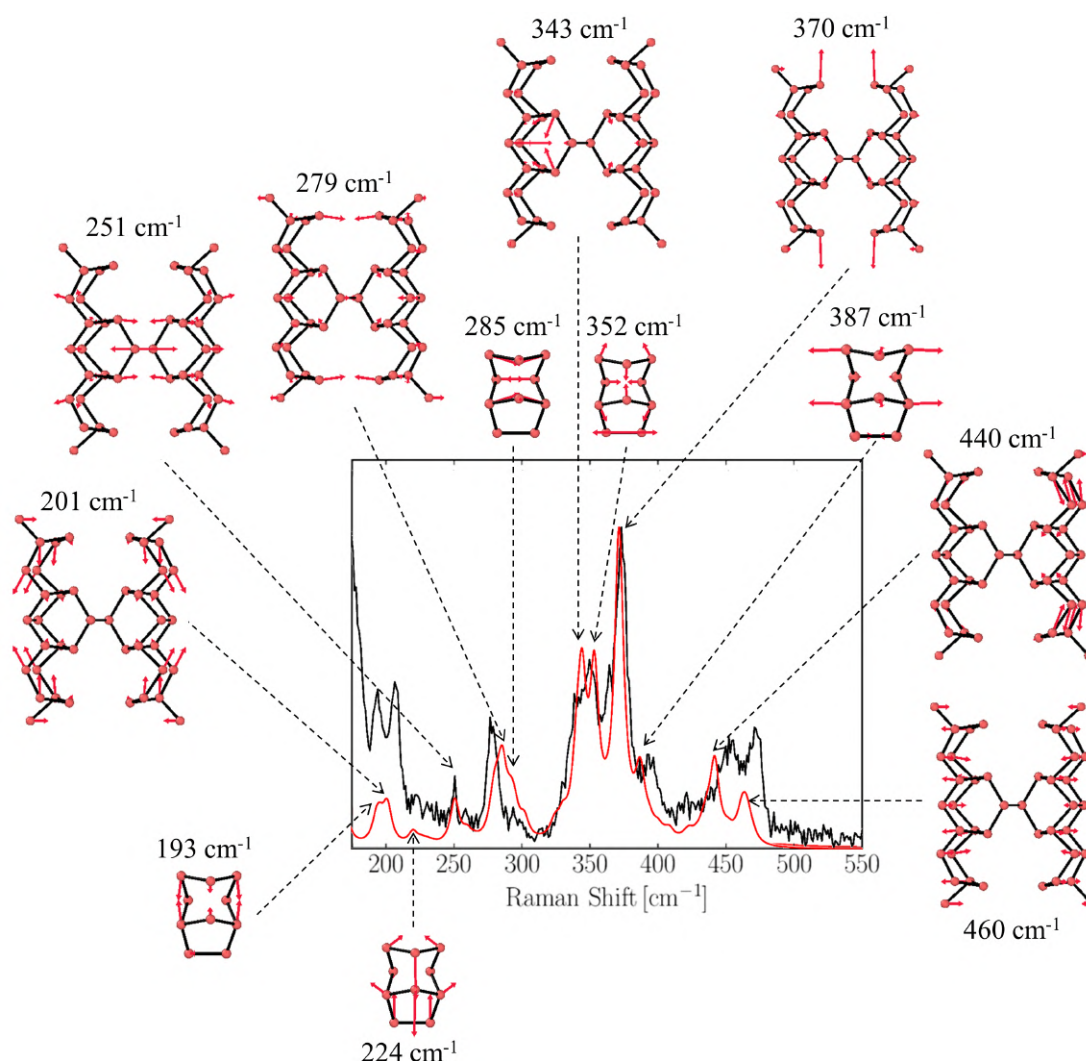 343 cm-1
370 cm-1
279 cm-1
251 cm-1
285 cm-1
352 cm-1
387 cm-1
440 cm-1
201 cm-1
193 cm-1
460 cm-1
200 250 300 350 400 450 500 550
Raman Shift [cm−1]
224 cm-1